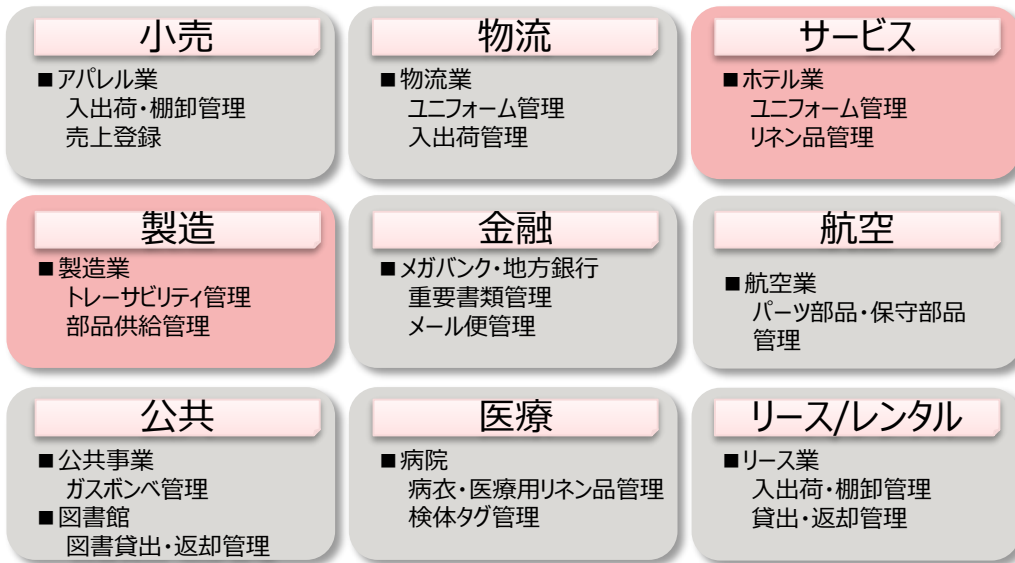 小売
■アパレル業
入出荷・棚卸管理
売上登録
物流
■物流業
ユニフォーム管理
入出荷管理
サービス
■ホテル業
ユニフォーム管理
リネン品管理
製造
■製造業
トレーサビリティ管理
部品供給管理
金融
■メガバンク・地方銀行
重要書類管理
メール便管理
航空
■航空業
パーツ部品・保守部品
管理
公共
■公共事業
ガスボンベ管理
■図書館
図書貸出・返却管理
医療
■病院
病衣・医療用リネン品管理
検体タグ管理
リース/レンタル
■リース業
入出荷・棚卸管理
貸出・返却管理